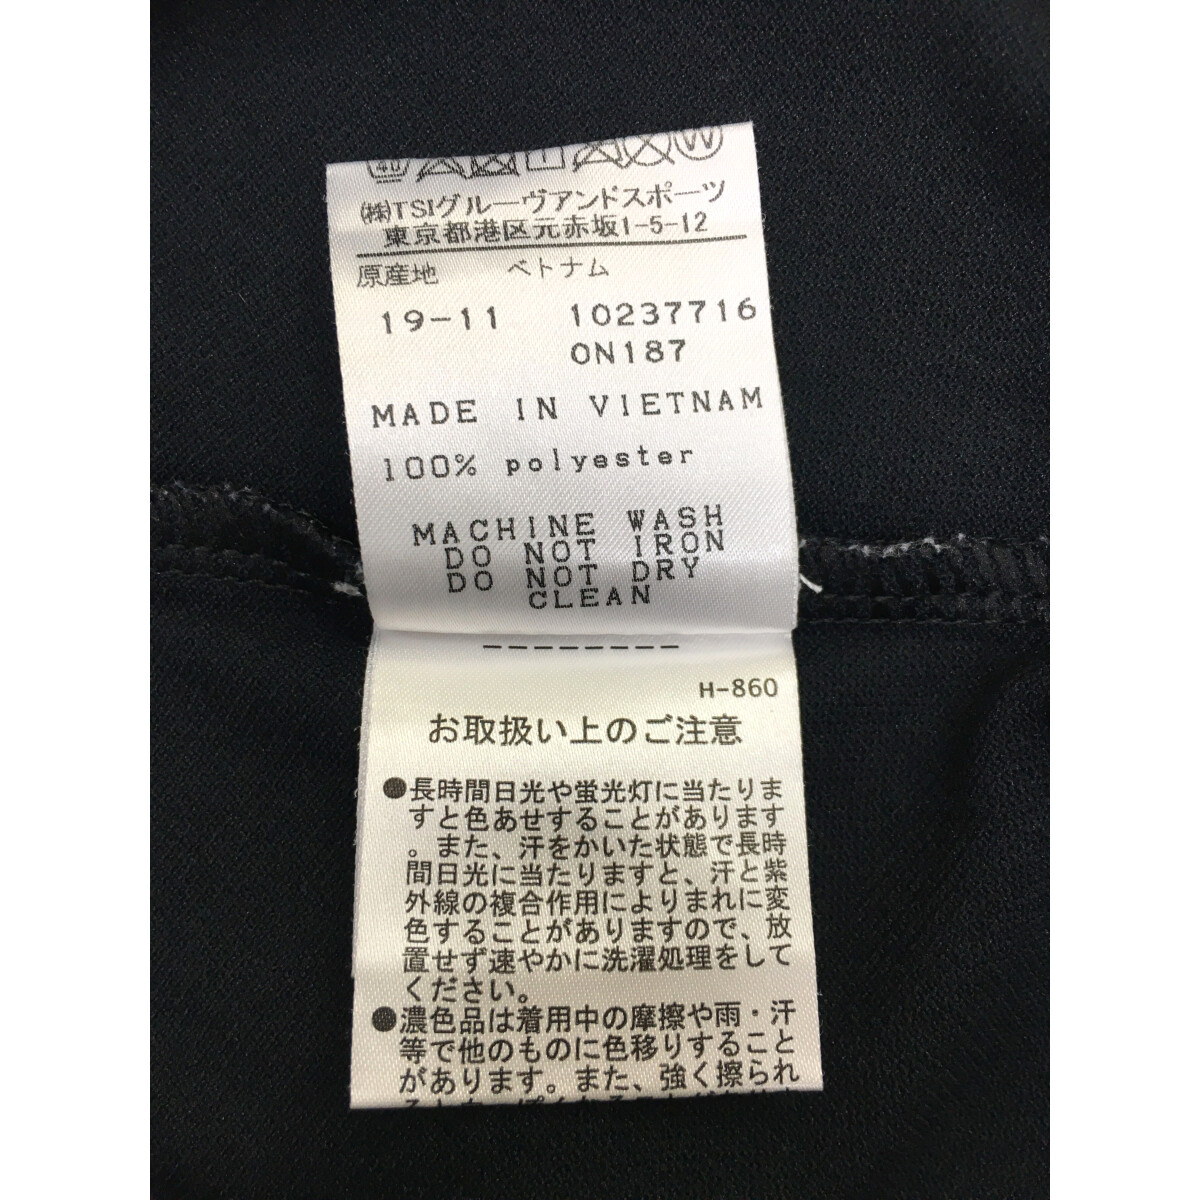 40
W
㈱TSIグルーヴアンドスポーツ
東京都港区元赤坂1-5-12
原産地 ベトナム
19-11 10237716
0N187
MADE IN VIETNAM
100% polyester
MACHINE WASH
DO NOT IRON
DO NOT DRY
CLEAN
--------
H-860
お取扱い上のご注意
●長時間日光や蛍光灯に当たりま
すと色あせすることがあります
。また、汗をかいた状態で長時
間日光に当たりますと、汗と紫
外線の複合作用によりまれに変
色することがありますので、放
置せず速やかに洗濯処理をして
ください。
●濃色品は着用中の摩擦や雨・汗
等で他のものに色移りすること
があります。また、強く擦られ